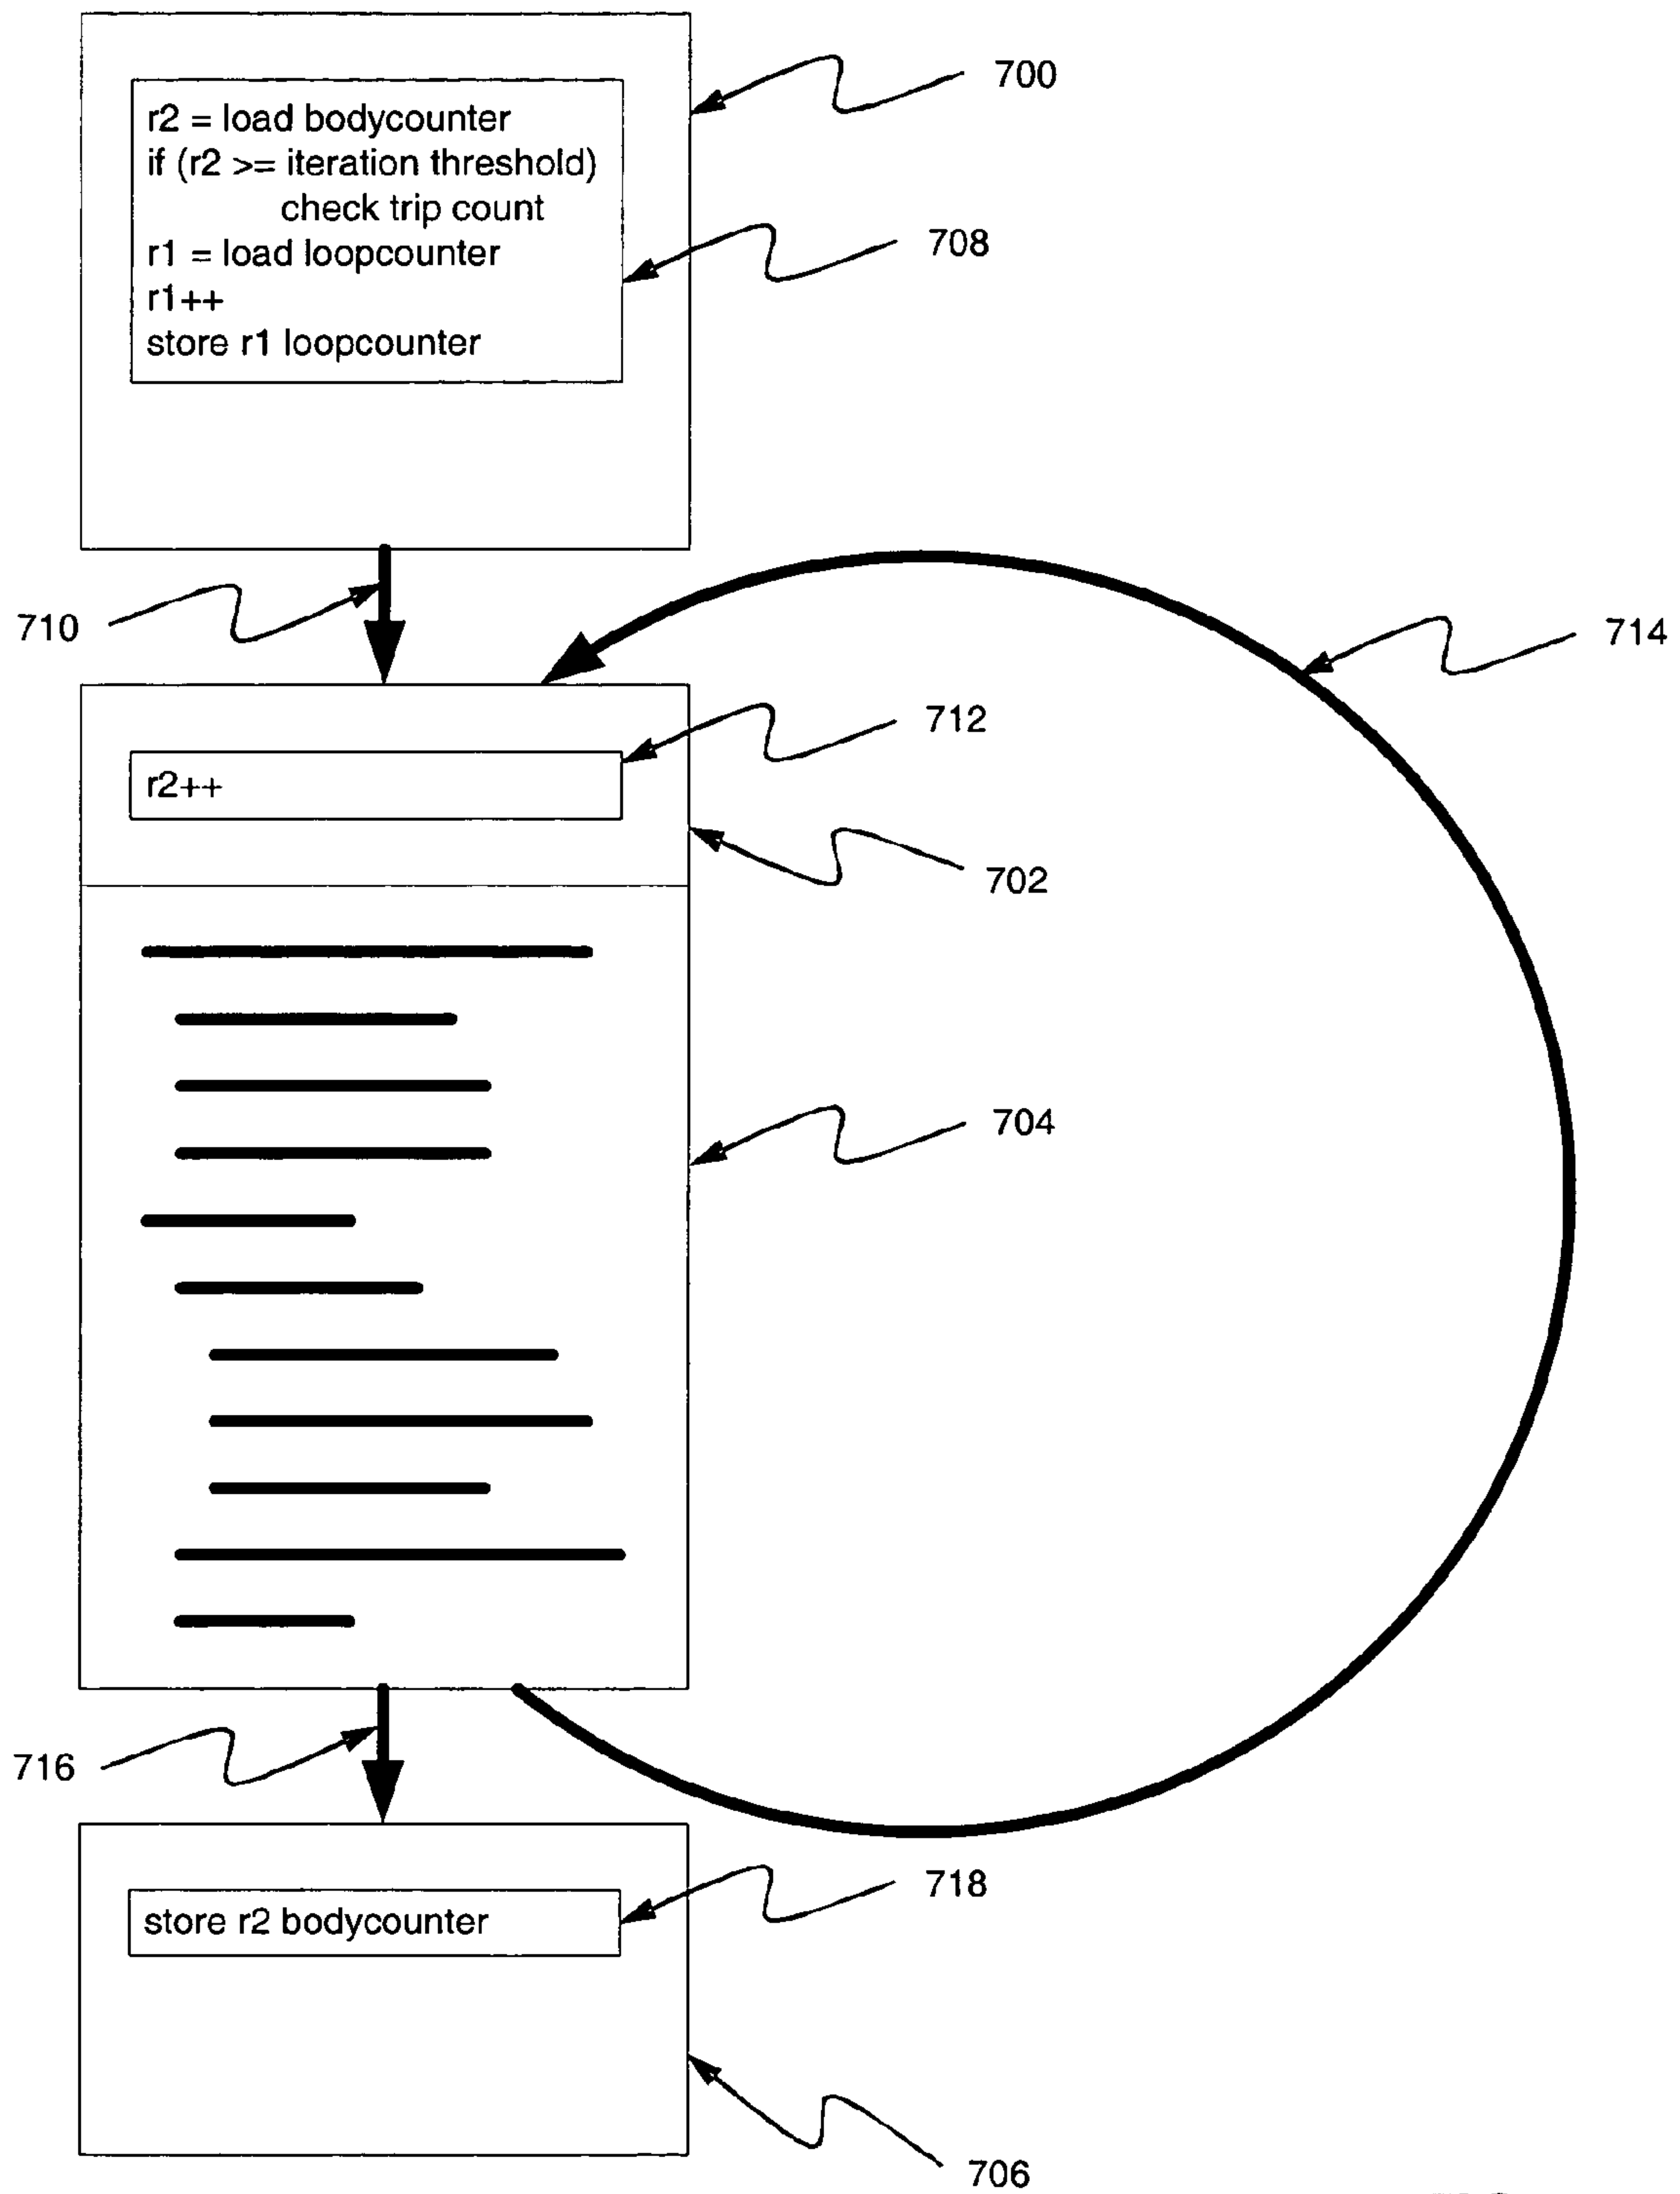 700
r2 = load bodycounter
if (r2 >= iteration threshold)
check trip count
708
r1 = load loopcounter
r1++
store r1 loopcounter
710
714
712
r2++
702
704
716
718
store r2 bodycounter
706